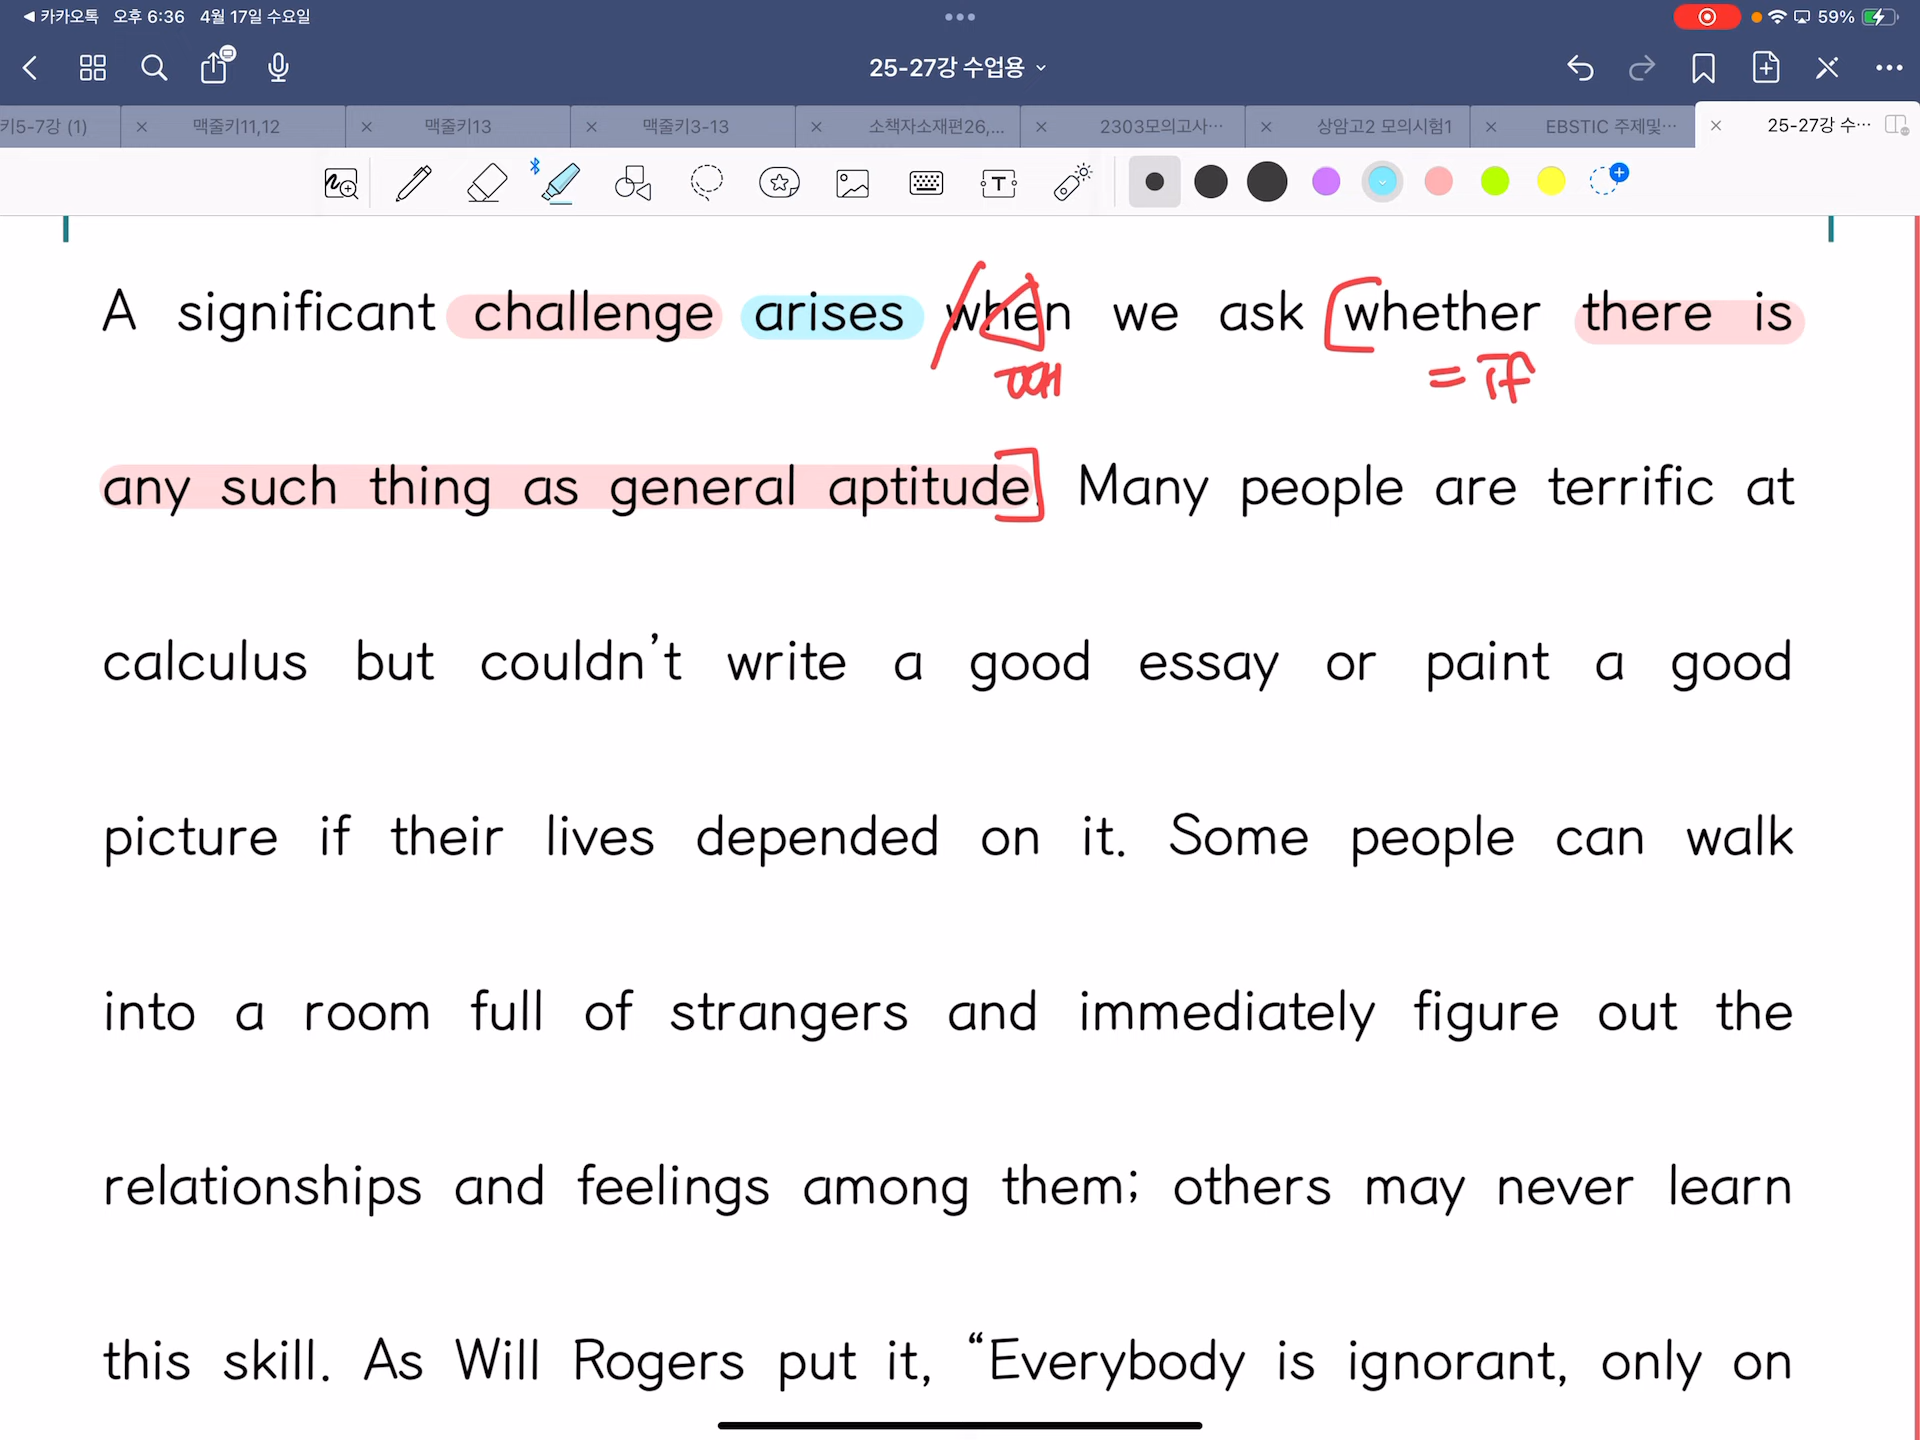 ◀ 카카오톡 오후 6:36 4월 17일 수요일
59%
25-27강 수업용
키5-7강 (1)
맥줄키11,12
맥줄키13
맥줄키3-13
소책자소재편26,...
2303모의고사...
상암고2 모의시험1
EBSTIC 주제및...
25-27강 수...
A significant challenge arises when we ask whether there is
때
= if
any such thing as general aptitude. Many people are terrific at
calculus but couldn't write a good essay or paint a good
picture if their lives depended on it. Some people can walk
into a room full of strangers and immediately figure out the
relationships and feelings among them; others may never learn
this skill. As Will Rogers put it, “Everybody is ignorant, only on